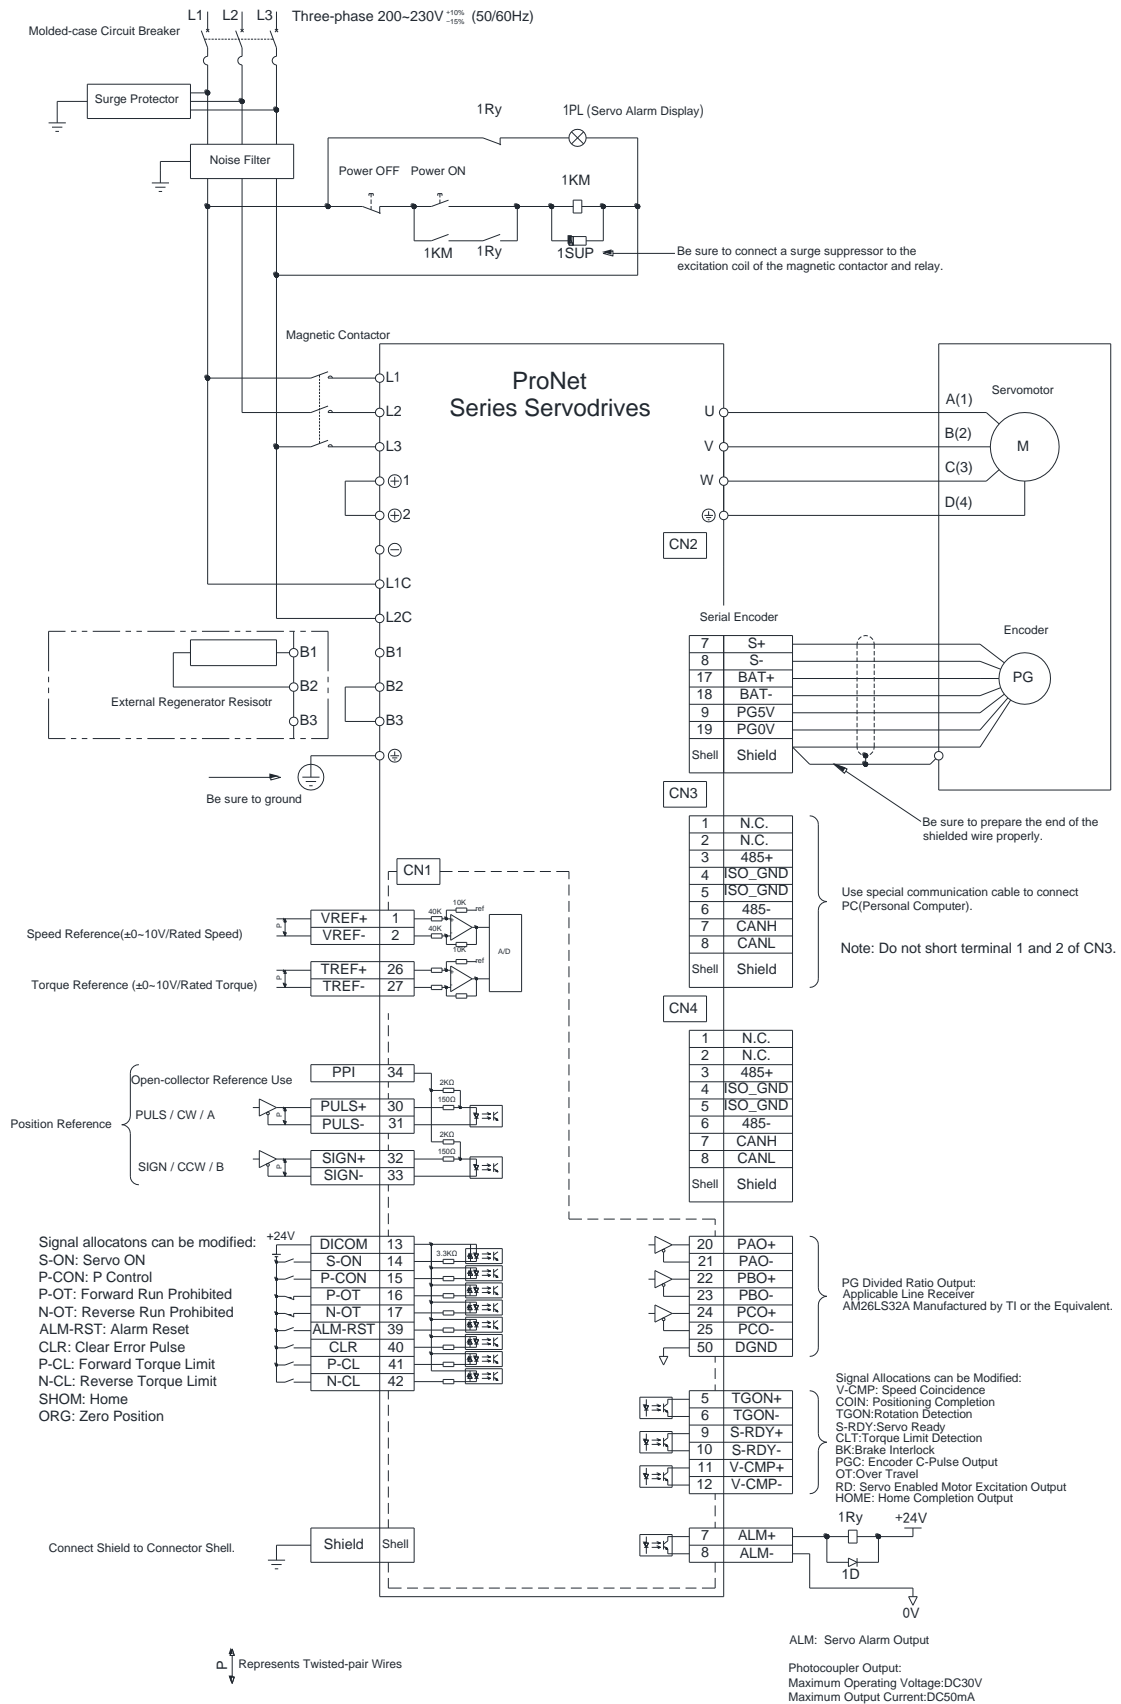 L1 L2 L3 Three-phase 200~230V +10% -15% (50/60Hz)
Molded-case Circuit Breaker
Surge Protector
1Ry 1PL (Servo Alarm Display)
Noise Filter
Power OFF Power ON
1KM
1KM 1Ry 1SUP
Be sure to connect a surge suppressor to the
excitation coil of the magnetic contactor and relay.
Magnetic Contactor
ProNet
Series Servodrives
L1
L2
L3
1
2
L1C
L2C
B1
B2
B3
U
V
W
CN2
Servomotor
A(1)
B(2)
C(3)
D(4)
M
B1
B2
B3
External Regenerator Resisotr
Be sure to ground
Serial Encoder
7 S+
8 S-
17 BAT+
18 BAT-
9 PG5V
19 PG0V
Shell Shield
Encoder
PG
Be sure to prepare the end of the
shielded wire properly.
CN3
1 N.C.
2 N.C.
3 485+
4 ISO_GND
5 ISO_GND
6 485-
7 CANH
8 CANL
Shell Shield
Use special communication cable to connect
PC(Personal Computer).
Note: Do not short terminal 1 and 2 of CN3.
CN1
Speed Reference(±0~10V/Rated Speed)
P
VREF+ 1
VREF- 2
40K
40K
10K
ref
10K
A/D
Torque Reference (±0~10V/Rated Torque)
P
TREF+ 26
TREF- 27
ref
CN4
1 N.C.
2 N.C.
3 485+
4 ISO_GND
5 ISO_GND
6 485-
7 CANH
8 CANL
Shell Shield
Position Reference
Open-collector Reference Use
PULS / CW / A
SIGN / CCW / B
P
P
PPI 34
PULS+ 30
PULS- 31
SIGN+ 32
SIGN- 33
2KΩ
150Ω
2KΩ
150Ω
Signal allocatons can be modified:
S-ON: Servo ON
P-CON: P Control
P-OT: Forward Run Prohibited
N-OT: Reverse Run Prohibited
ALM-RST: Alarm Reset
CLR: Clear Error Pulse
P-CL: Forward Torque Limit
N-CL: Reverse Torque Limit
SHOM: Home
ORG: Zero Position
+24V
DICOM 13
S-ON 14
P-CON 15
P-OT 16
N-OT 17
ALM-RST 39
CLR 40
P-CL 41
N-CL 42
3.3KΩ
20 PAO+
21 PAO-
22 PBO+
23 PBO-
24 PCO+
25 PCO-
50 DGND
PG Divided Ratio Output:
Applicable Line Receiver
AM26LS32A Manufactured by TI or the Equivalent.
5 TGON+
6 TGON-
9 S-RDY+
10 S-RDY-
11 V-CMP+
12 V-CMP-
Signal Allocations can be Modified:
V-CMP: Speed Coincidence
COIN: Positioning Completion
TGON:Rotation Detection
S-RDY:Servo Ready
CLT:Torque Limit Detection
BK:Brake Interlock
PGC: Encoder C-Pulse Output
OT:Over Travel
RD: Servo Enabled Motor Excitation Output
HOME: Home Completion Output
Connect Shield to Connector Shell.
Shield Shell
7 ALM+
8 ALM-
1Ry +24V
1D
0V
ALM: Servo Alarm Output
P Represents Twisted-pair Wires
Photocoupler Output:
Maximum Operating Voltage:DC30V
Maximum Output Current:DC50mA